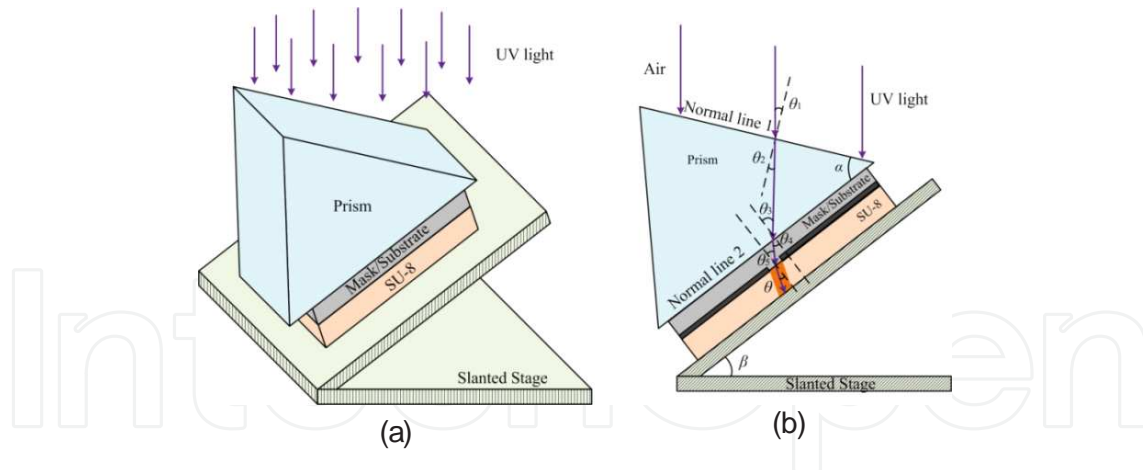 UV light
Prism
Mask/Substrate
SU-8
Slanted Stage
(a)
Air
θ1
UV light
Normal line 1
Prism
θ2
α
θ3
Mask/Substrate
SU-8
θ4
θ5
Normal line 2
θ
β
Slanted Stage
(b)
IntechOpen